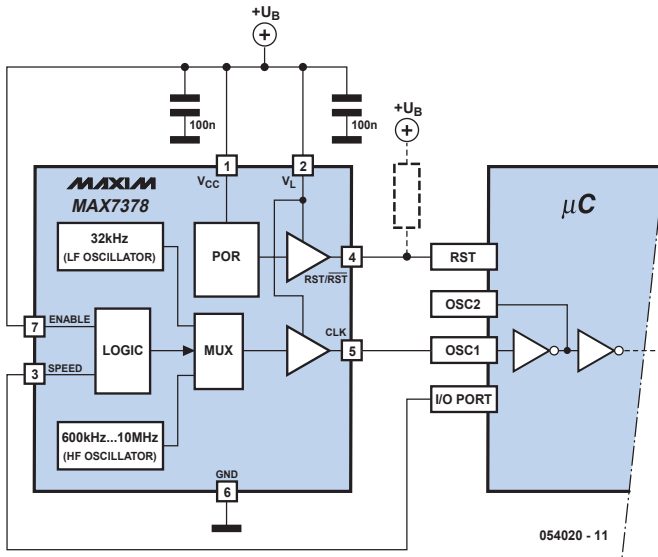 +UB
100n
100n
+UB
1
2
VCC
VL
MAXIM
MAX7378
µC
32kHz
(LF OSCILLATOR)
POR
4
RST/RST
RST
OSC2
7
ENABLE
LOGIC
MUX
CLK
5
OSC1
3
SPEED
I/O PORT
600kHz...10MHz
(HF OSCILLATOR)
GND
6
054020 - 11